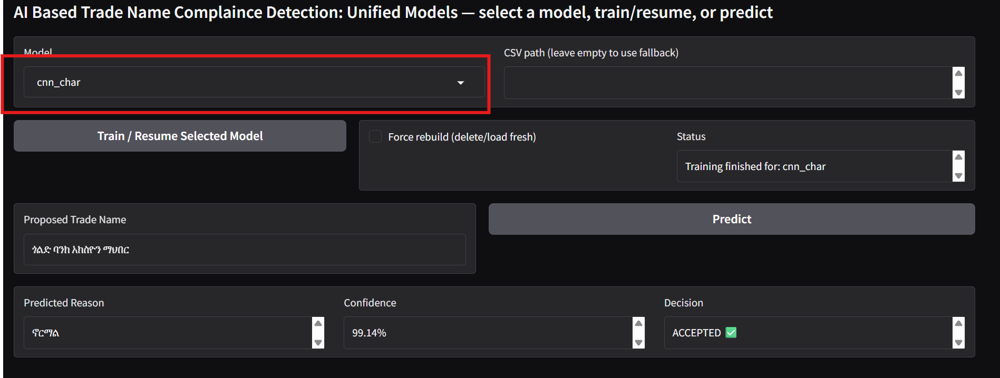 AI Based Trade Name Complaince Detection: Unified Models — select a model, train/resume, or predict
Model
cnn_char
CSV path (leave empty to use fallback)
Train / Resume Selected Model
Force rebuild (delete/load fresh)
Status
Training finished for: cnn_char
Proposed Trade Name
ጎልድ ባንክ አክስዮን ማህበር
Predict
Predicted Reason
ኖርማል
Confidence
99.14%
Decision
ACCEPTED ✅